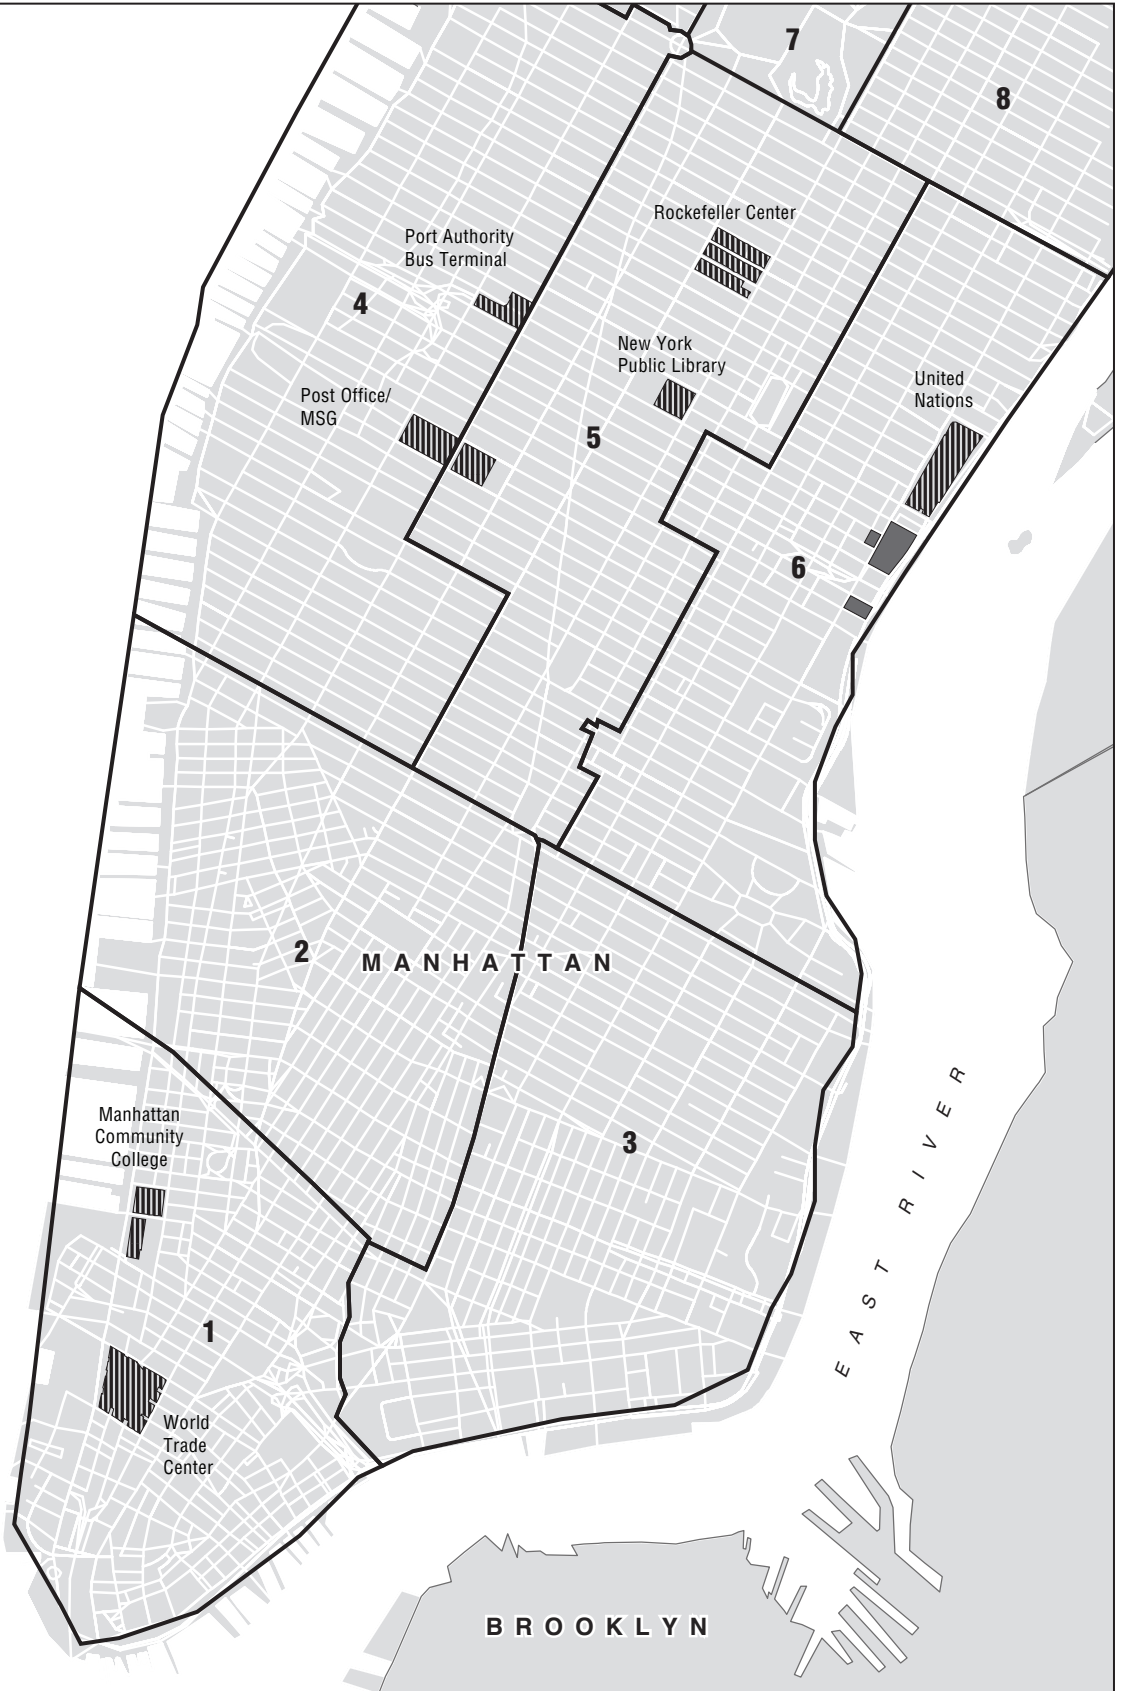 7
8
Rockefeller Center
Port Authority
Bus Terminal
4
New York
Public Library
United
Nations
Post Office/
MSG
5
6
2
MANHATTAN
EAST RIVER
Manhattan
Community
College
3
1
World
Trade
Center
BROOKLYN